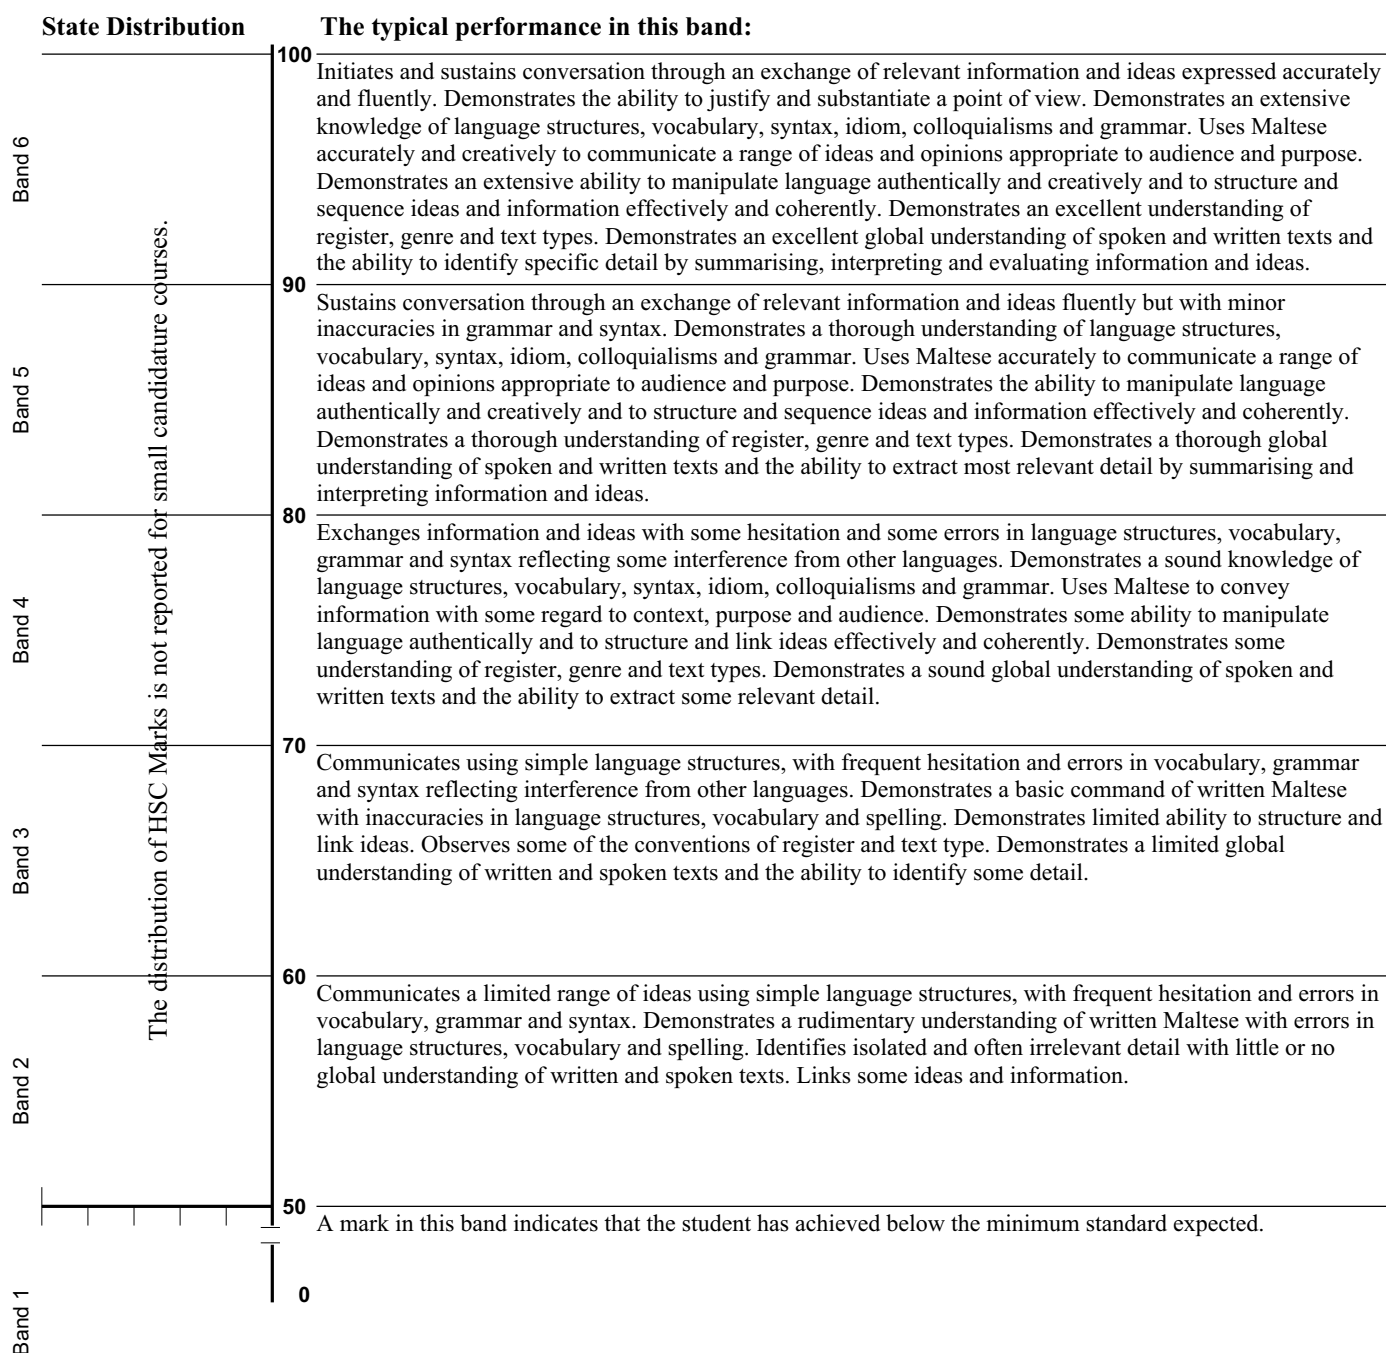 State Distribution
The typical performance in this band:
100
Initiates and sustains conversation through an exchange of relevant information and ideas expressed accurately
and fluently. Demonstrates the ability to justify and substantiate a point of view. Demonstrates an extensive
knowledge of language structures, vocabulary, syntax, idiom, colloquialisms and grammar. Uses Maltese
accurately and creatively to communicate a range of ideas and opinions appropriate to audience and purpose.
Demonstrates an extensive ability to manipulate language authentically and creatively and to structure and
sequence ideas and information effectively and coherently. Demonstrates an excellent understanding of
register, genre and text types. Demonstrates an excellent global understanding of spoken and written texts and
the ability to identify specific detail by summarising, interpreting and evaluating information and ideas.
Band 6
90
Sustains conversation through an exchange of relevant information and ideas fluently but with minor
inaccuracies in grammar and syntax. Demonstrates a thorough understanding of language structures,
vocabulary, syntax, idiom, colloquialisms and grammar. Uses Maltese accurately to communicate a range of
ideas and opinions appropriate to audience and purpose. Demonstrates the ability to manipulate language
authentically and creatively and to structure and sequence ideas and information effectively and coherently.
Demonstrates a thorough understanding of register, genre and text types. Demonstrates a thorough global
understanding of spoken and written texts and the ability to extract most relevant detail by summarising and
interpreting information and ideas.
Band 5
80
Exchanges information and ideas with some hesitation and some errors in language structures, vocabulary,
grammar and syntax reflecting some interference from other languages. Demonstrates a sound knowledge of
language structures, vocabulary, syntax, idiom, colloquialisms and grammar. Uses Maltese to convey
information with some regard to context, purpose and audience. Demonstrates some ability to manipulate
language authentically and to structure and link ideas effectively and coherently. Demonstrates some
understanding of register, genre and text types. Demonstrates a sound global understanding of spoken and
written texts and the ability to extract some relevant detail.
Band 4
The distribution of HSC Marks is not reported for small candidature courses.
70
Communicates using simple language structures, with frequent hesitation and errors in vocabulary, grammar
and syntax reflecting interference from other languages. Demonstrates a basic command of written Maltese
with inaccuracies in language structures, vocabulary and spelling. Demonstrates limited ability to structure and
link ideas. Observes some of the conventions of register and text type. Demonstrates a limited global
understanding of written and spoken texts and the ability to identify some detail.
Band 3
60
Communicates a limited range of ideas using simple language structures, with frequent hesitation and errors in
vocabulary, grammar and syntax. Demonstrates a rudimentary understanding of written Maltese with errors in
language structures, vocabulary and spelling. Identifies isolated and often irrelevant detail with little or no
global understanding of written and spoken texts. Links some ideas and information.
Band 2
50
A mark in this band indicates that the student has achieved below the minimum standard expected.
0
Band 1